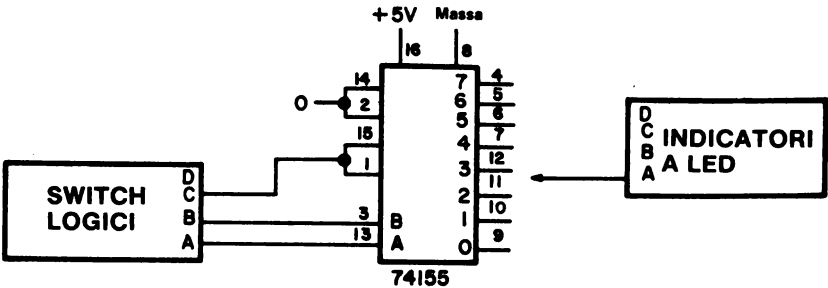 +5V Massa
16 8
14
0 2
15
1
3 B
13 A
7 4
6 5
5 6
4 7
3 12
2 11
1 10
0 9
74155
SWITCH
LOGICI
D
C
B
A
D
C
B
A
INDICATORI
A LED